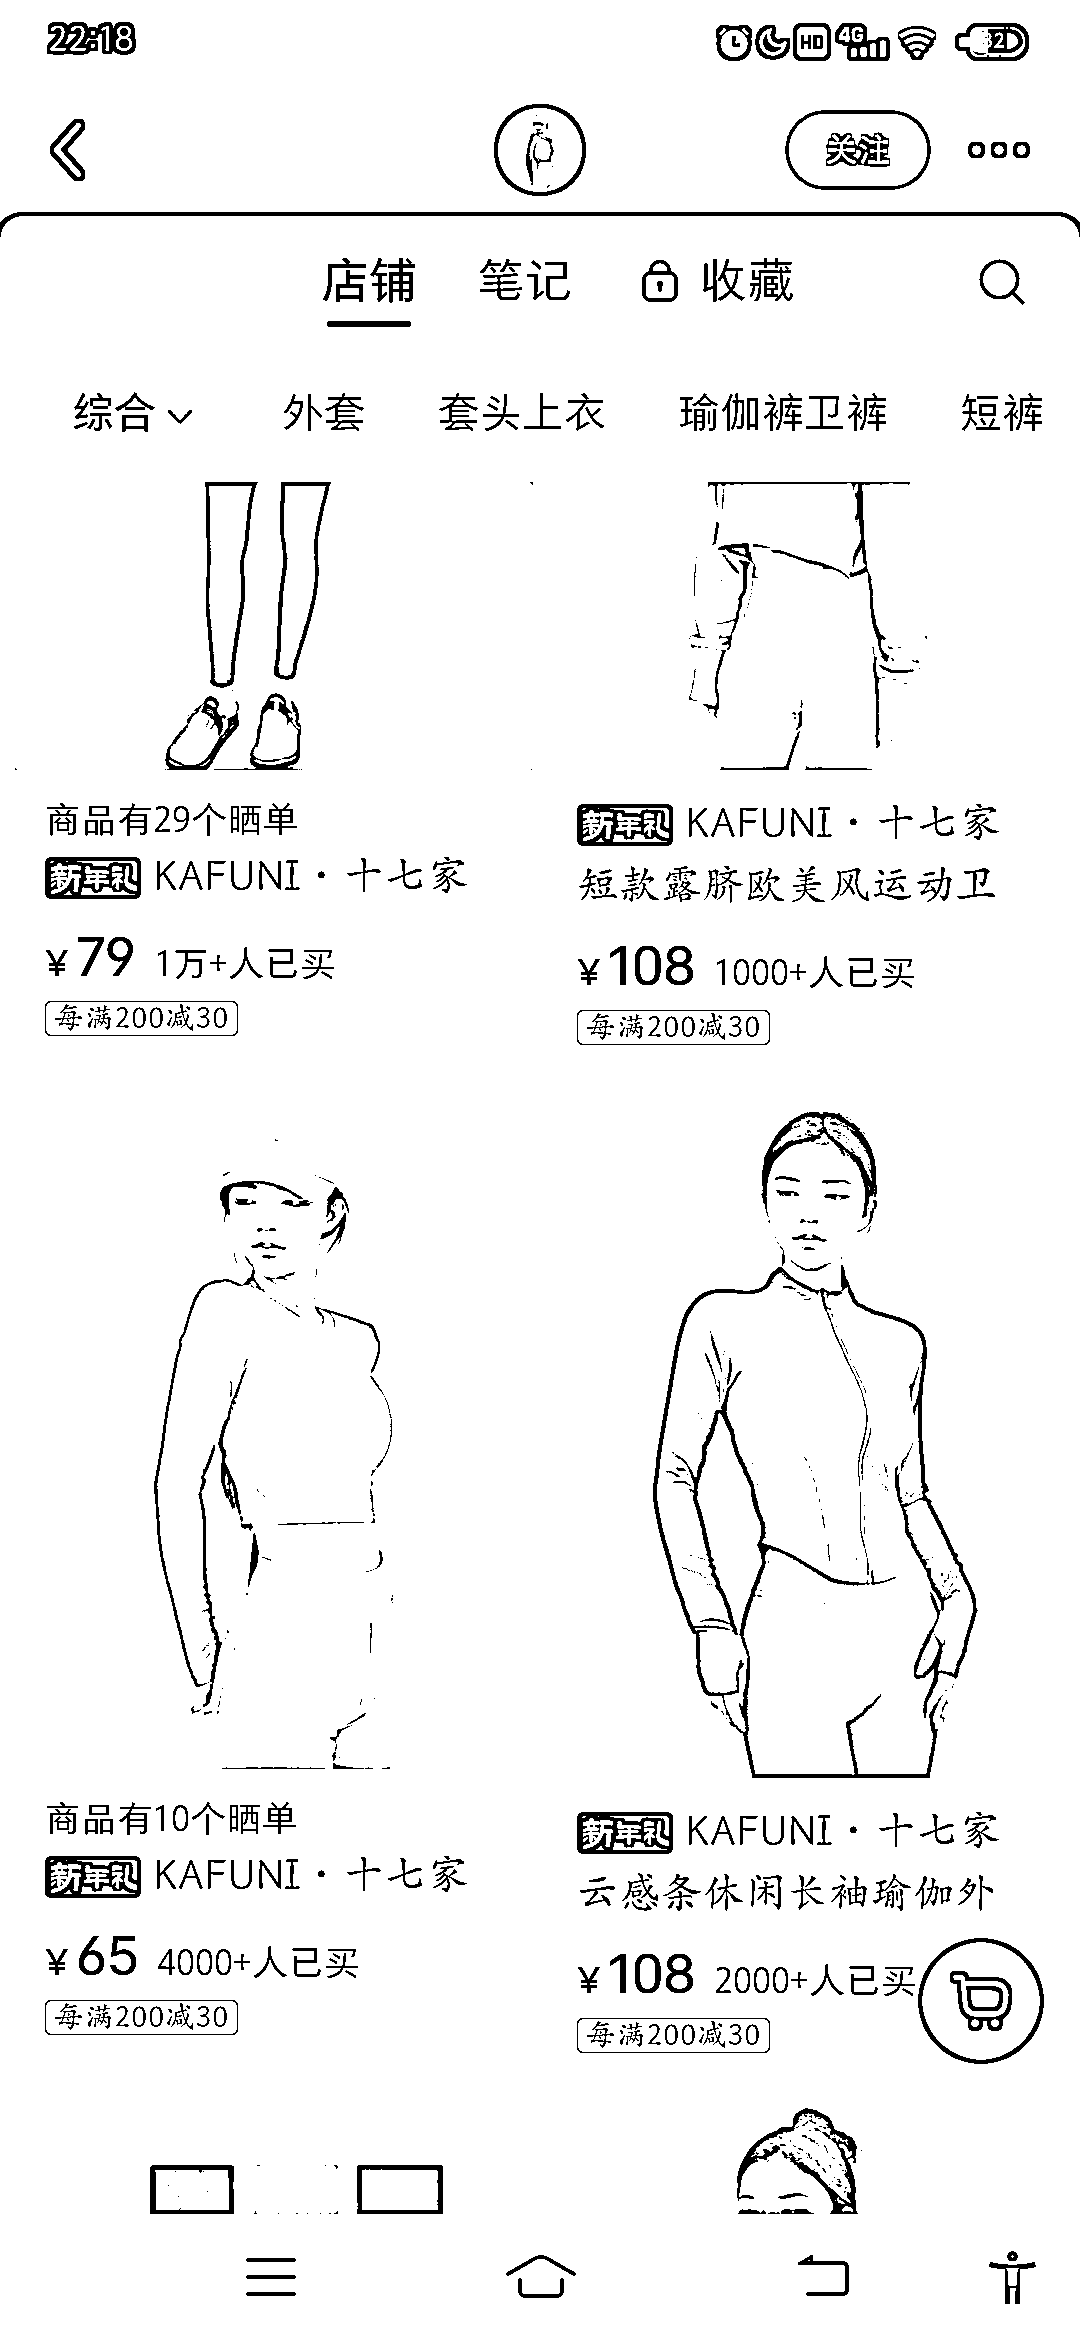 22:18
HD 4G 82
关注
店铺 笔记 收藏
综合 外套 套头上衣 瑜伽裤卫裤 短裤
商品有29个晒单
新年礼 KAFUNI·十七家
¥79 1万+人已买
每满200减30
新年礼 KAFUNI·十七家
短款露脐欧美风运动卫
¥108 1000+人已买
每满200减30
商品有10个晒单
新年礼 KAFUNI·十七家
¥65 4000+人已买
每满200减30
新年礼 KAFUNI·十七家
云感条休闲长袖瑜伽外
¥108 2000+人已买
每满200减30